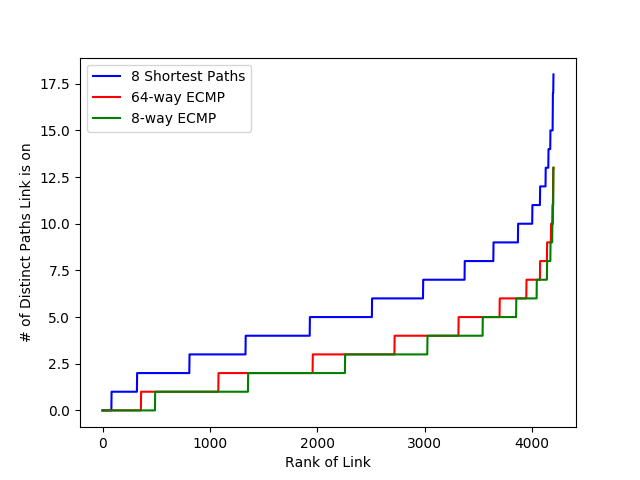 8 Shortest Paths
64-way ECMP
8-way ECMP
17.5
15.0
12.5
10.0
7.5
5.0
2.5
0.0
# of Distinct Paths Link is on
0 1000 2000 3000 4000
Rank of Link